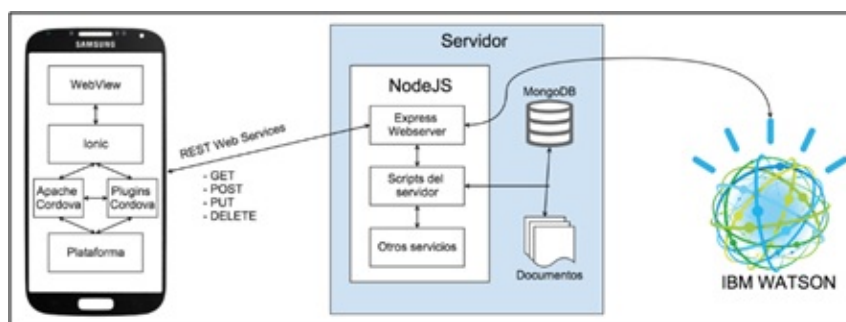 SAMSUNG
WebView
Ionic
Apache
Cordova
Plugins
Cordova
Plataforma
REST Web Services
- GET
- POST
- PUT
- DELETE
Servidor
NodeJS
Express
Webserver
Scripts del
servidor
Otros servicios
MongoDB
Documentos
IBM WATSON